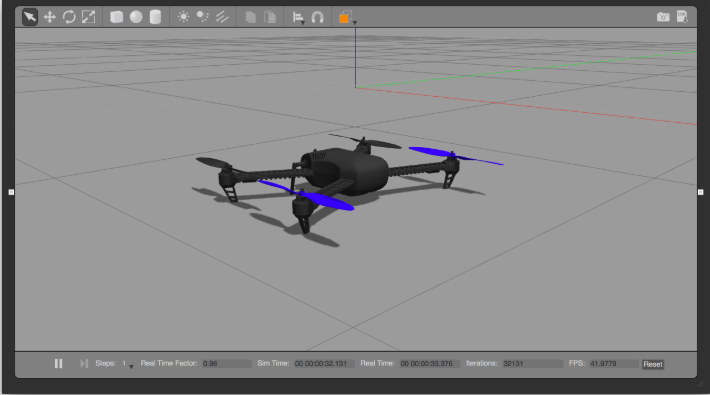 Steps: 1 Real Time Factor: 0.96 Sim Time: 00 00:00:32.131 Real Time: 00 00:00:33.376 Iterations: 32131 FPS: 41.9779 Reset